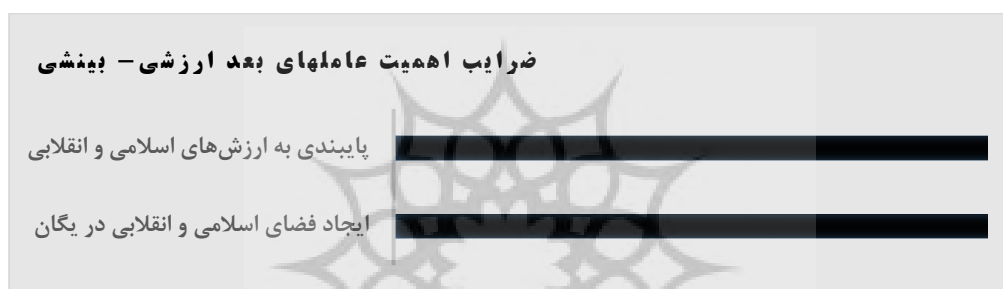 ضرایب اهمیت عاملهای بعد ارزشی- بینشی
پایبندی به ارزش‌های اسلامی و انقلابی
ایجاد فضای اسلامی و انقلابی در یگان